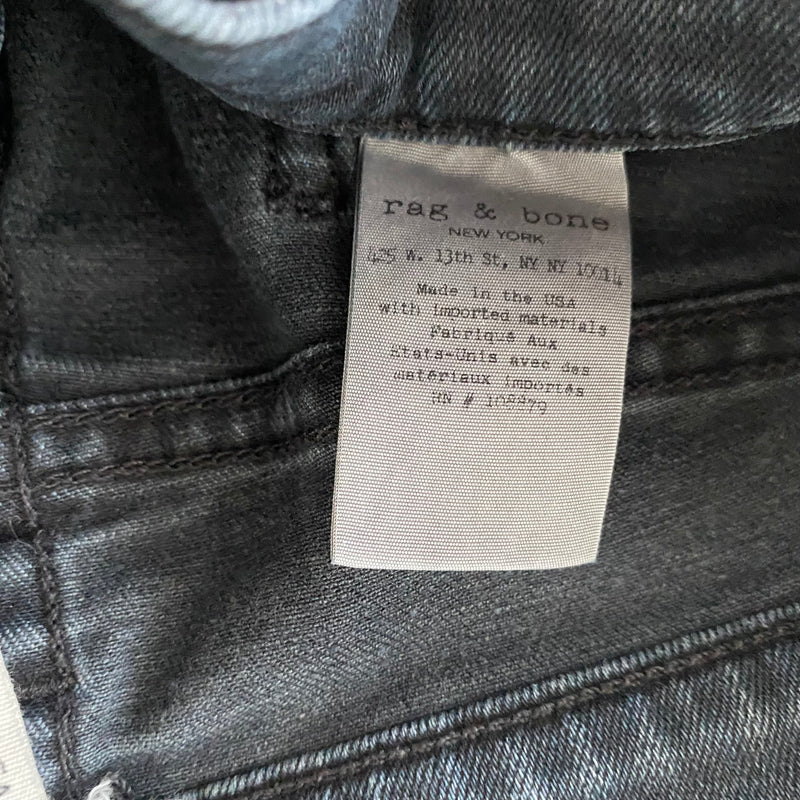 rag & bone
NEW YORK
425 W. 13th St, NY NY 10014
Made in the USA
with imported materials
Fabriqué Aux
Etats-Unis avec des
matériaux importés
RN # 108879